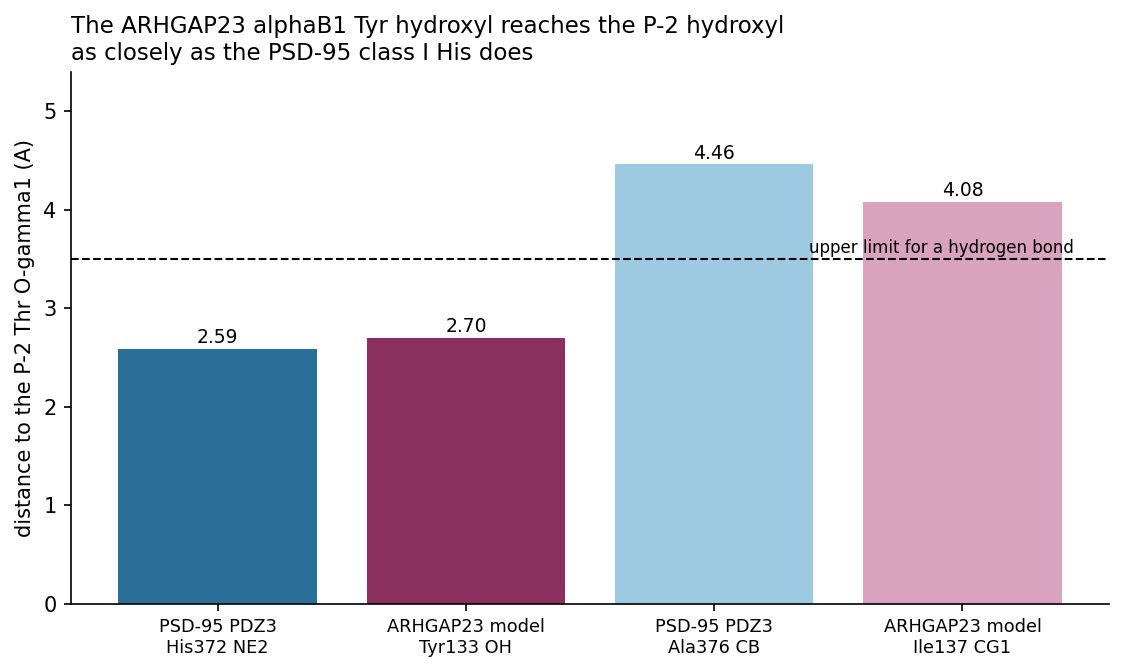 The ARHGAP23 alphaB1 Tyr hydroxyl reaches the P-2 hydroxyl
as closely as the PSD-95 class I His does
distance to the P-2 Thr O-gamma1 (A)
5
4
3
2
1
0
2.59
2.70
4.46
4.08
upper limit for a hydrogen bond
PSD-95 PDZ3
His372 NE2
ARHGAP23 model
Tyr133 OH
PSD-95 PDZ3
Ala376 CB
ARHGAP23 model
Ile137 CG1